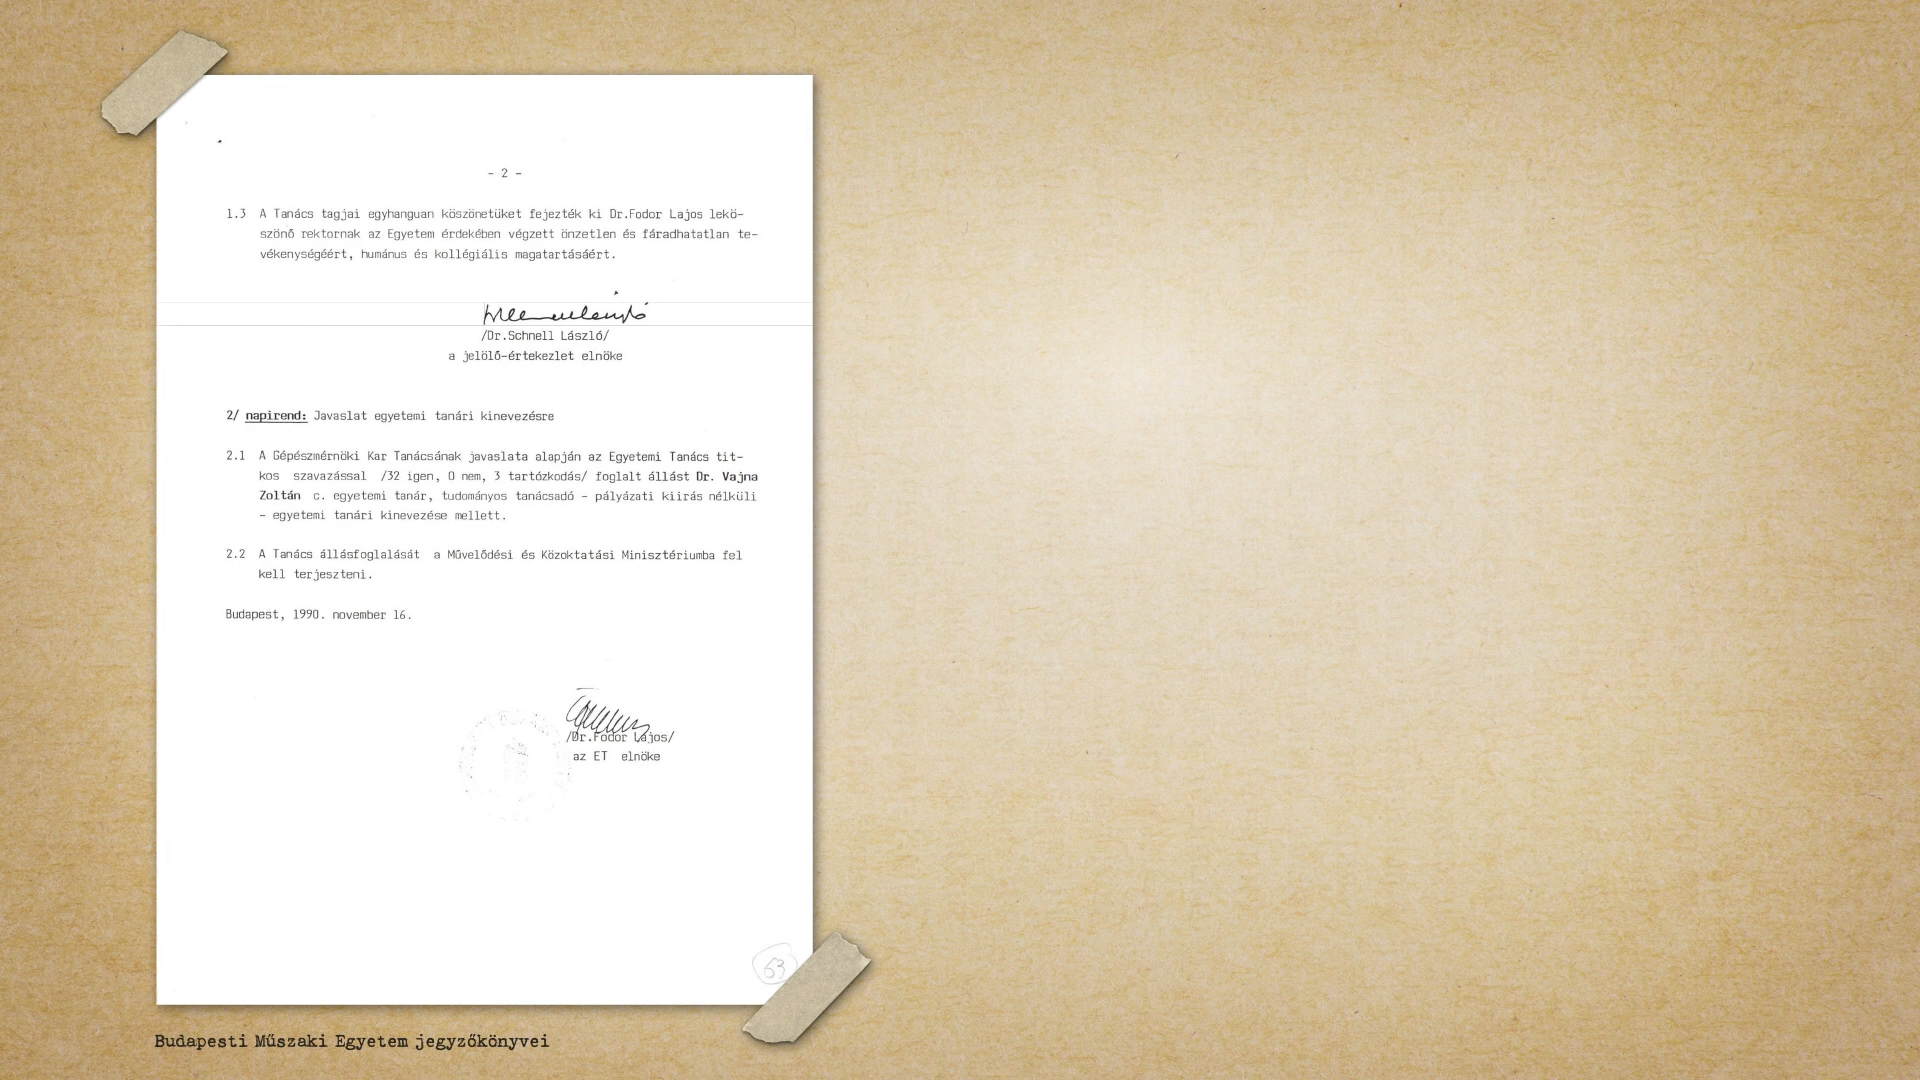 - 2 -
1.3 A Tanács tagjai egyhanguan köszönetüket fejezték ki Dr.Fodor Lajos lekö-
szönő rektornak az Egyetem érdekében végzett önzetlen és fáradhatatlan te-
vékenységéért, humánus és kollégiális magatartásáért.
/Dr.Schnell László/
a jelölő-értekezlet elnöke
2/ napirend: Javaslat egyetemi tanári kinevezésre
2.1 A Gépészmérnöki Kar Tanácsának javaslata alapján az Egyetemi Tanács tit-
kos szavazással /32 igen, 0 nem, 3 tartózkodás/ foglalt állást Dr. Vajna
Zoltán c. egyetemi tanár, tudományos tanácsadó - pályázati kiirás nélküli
- egyetemi tanári kinevezése mellett.
2.2 A Tanács állásfoglalását a Művelődési és Közoktatási Minisztériumba fel
kell terjeszteni.
Budapest, 1990. november 16.
/Dr.Fodor Lajos/
az ET elnöke
63
Budapesti Műszaki Egyetem jegyzőkönyvei